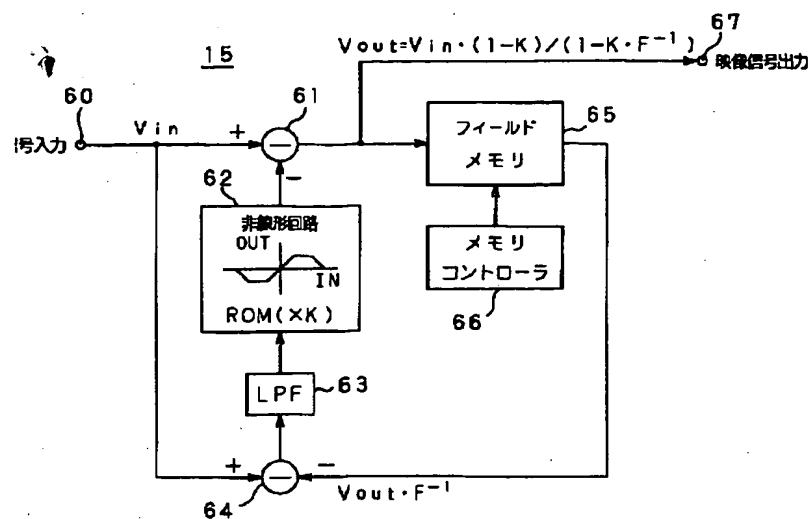 Vout=Vin・(1-K)/(1-K・F⁻¹)
67
15
映像信号出力
60
61
Vin
+
−
号入力
フィールド
メモリ
65
−
62
非線形回路
OUT
IN
ROM(×K)
メモリ
コントローラ
66
LPF
63
+
−
−
64
Vout・F⁻¹